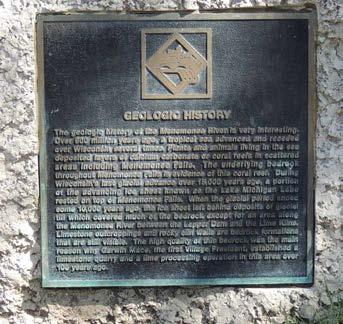 GEOLOGIC HISTORY
The geologic history of the Menomonee River is very interesting.
Over 600 million years ago, a tropical sea advanced and receded
over Wisconsin several times. Plants and animals living in the sea
deposited layers of calcium carbonate or coral reefs in scattered
areas including Menomonee Falls. The underlying bedrock
throughout Menomonee Falls is evidence of this coral reef. During
Wisconsin's last glacial advance over 16,000 years ago, a portion
of the advancing ice sheet known as the Lake Michigan Lobe
rested on top of Menomonee Falls. When the glacial period ended
some 10,000 years ago, the ice sheet left behind deposits of glacial
till which covered much of the bedrock except for an area along
the Menomonee River between the Lepper Dam and the Lime Kilns.
Limestone outcroppings and rocky cliff walls are bedrock formations
that are still visible. The high quality of this bedrock was the main
reason why Garwin Mace, the first Village President, established a
limestone quarry and a lime processing operation in this area over
100 years ago.